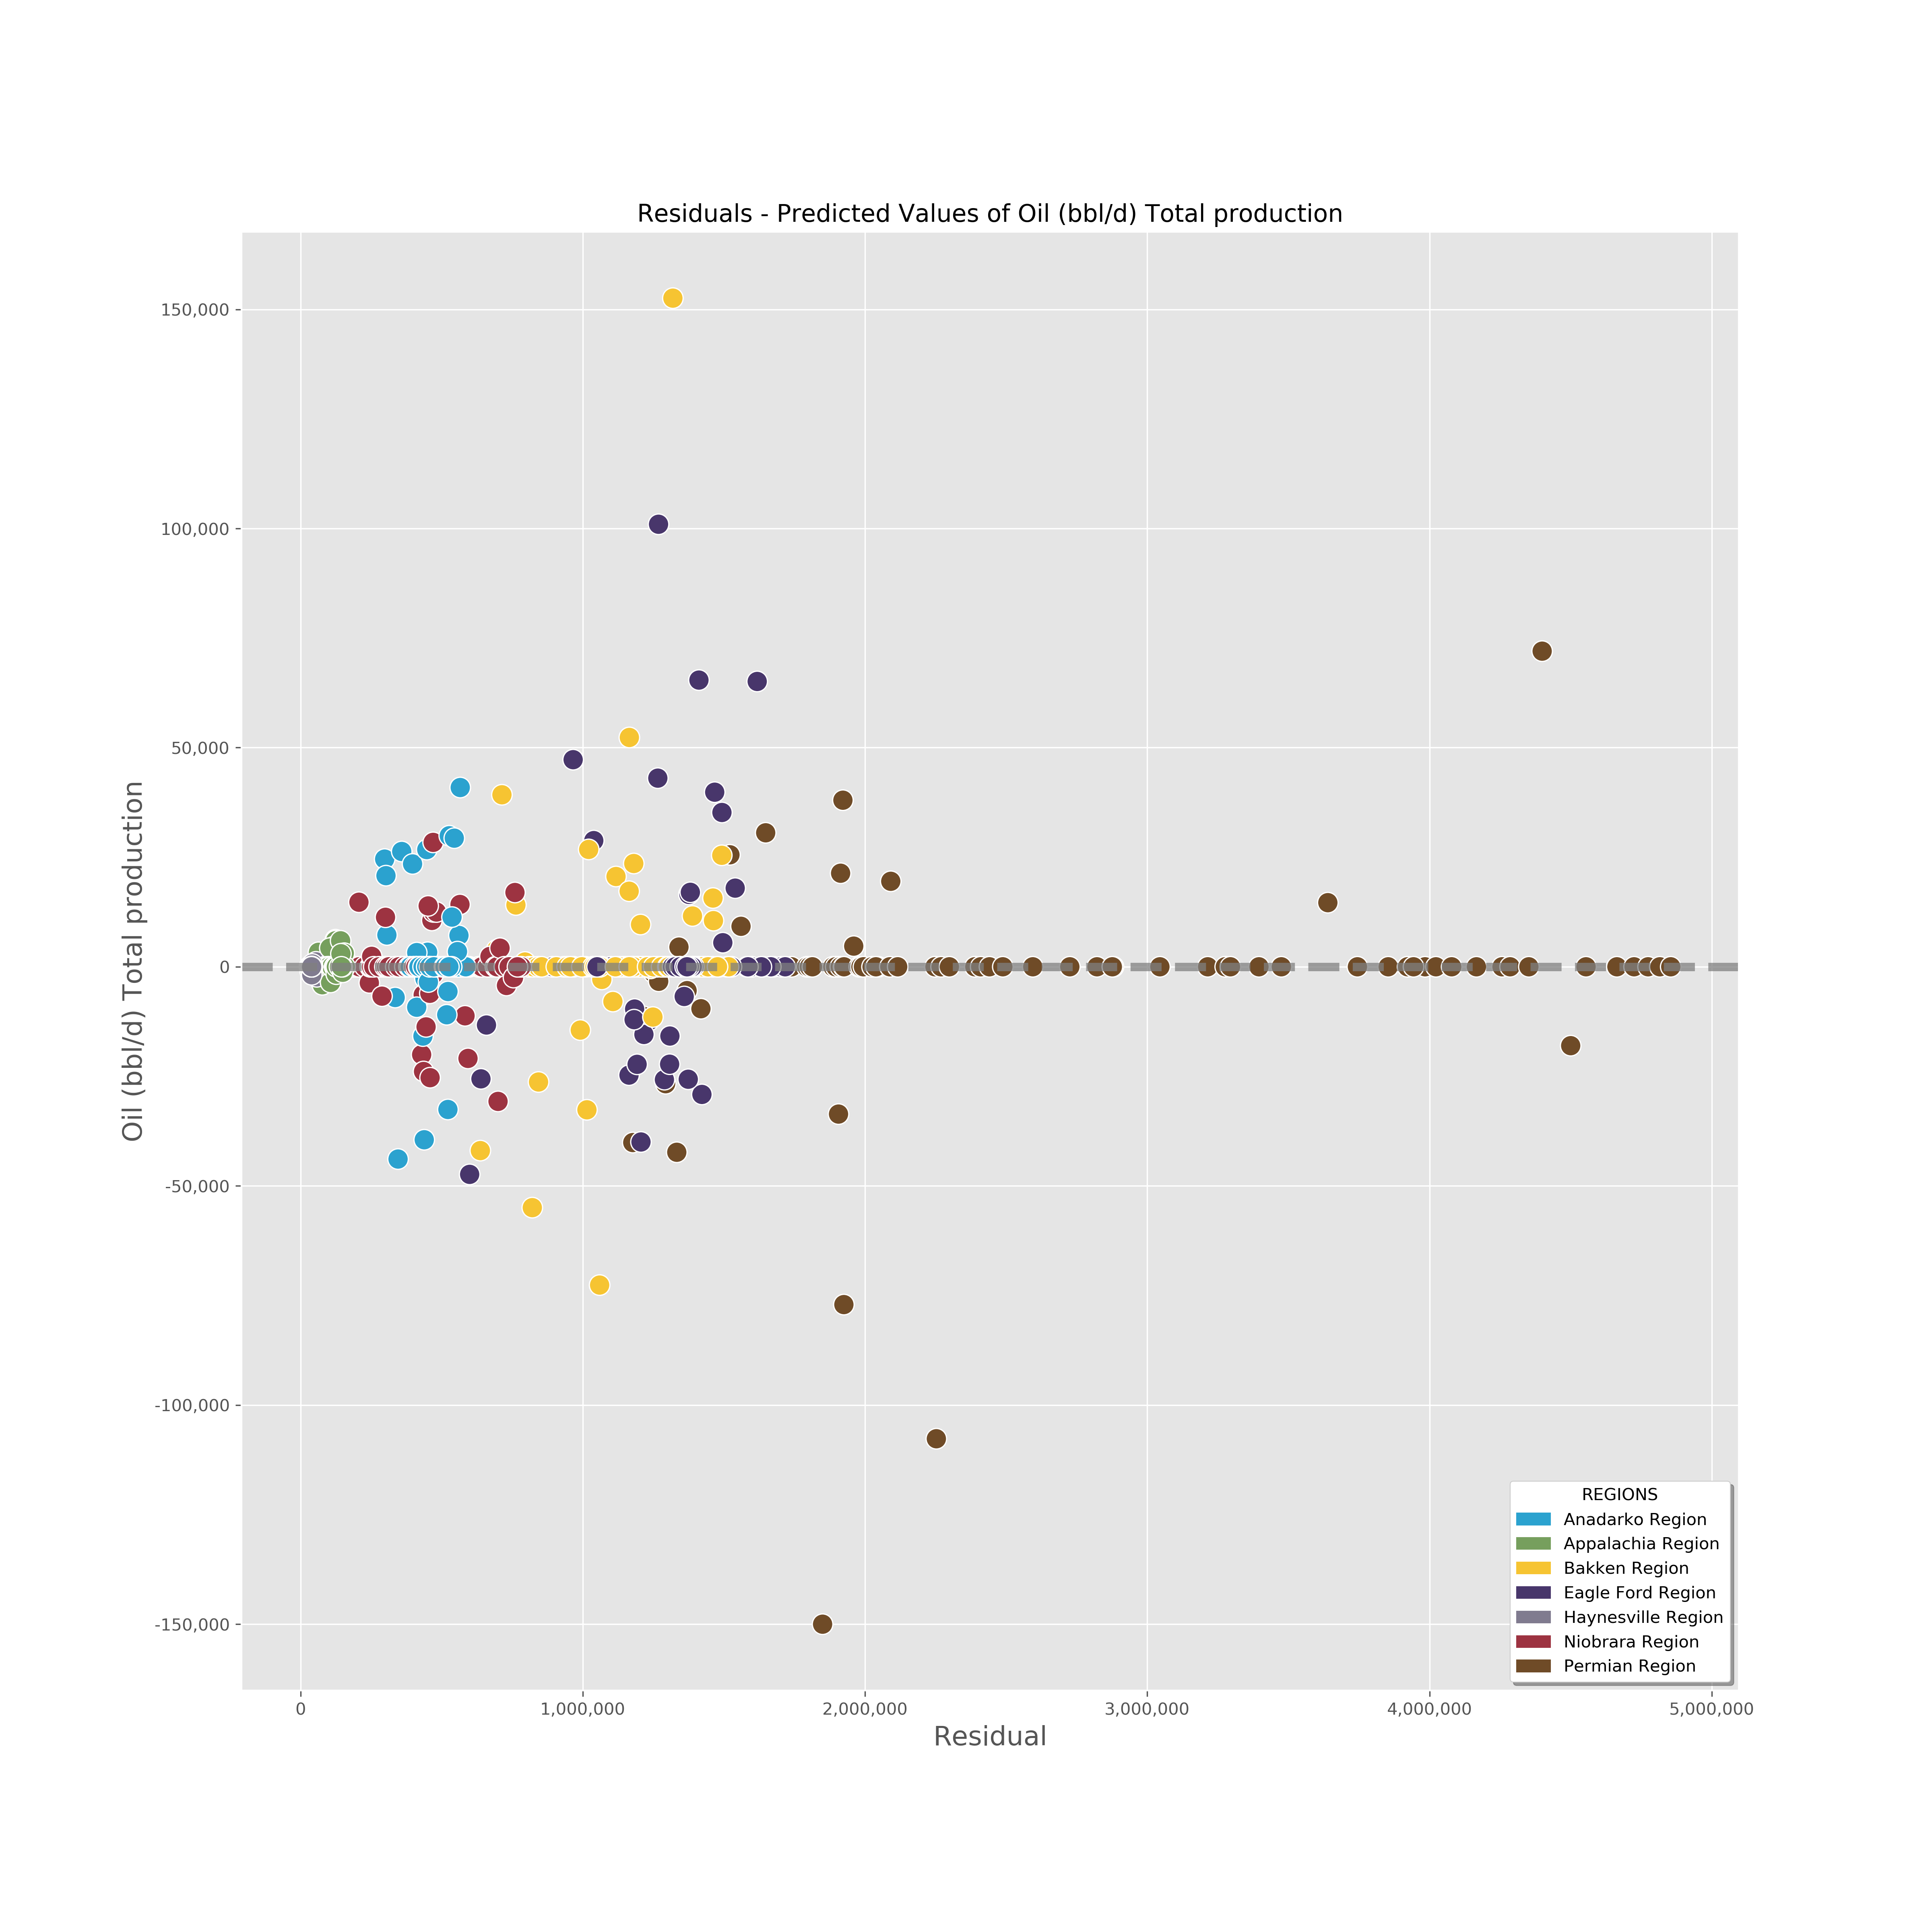 Residuals - Predicted Values of Oil (bbl/d) Total production
150,000
100,000
50,000
0
-50,000
-100,000
-150,000
Oil (bbl/d) Total production
0 1,000,000 2,000,000 3,000,000 4,000,000 5,000,000
Residual
REGIONS
Anadarko Region
Appalachia Region
Bakken Region
Eagle Ford Region
Haynesville Region
Niobrara Region
Permian Region